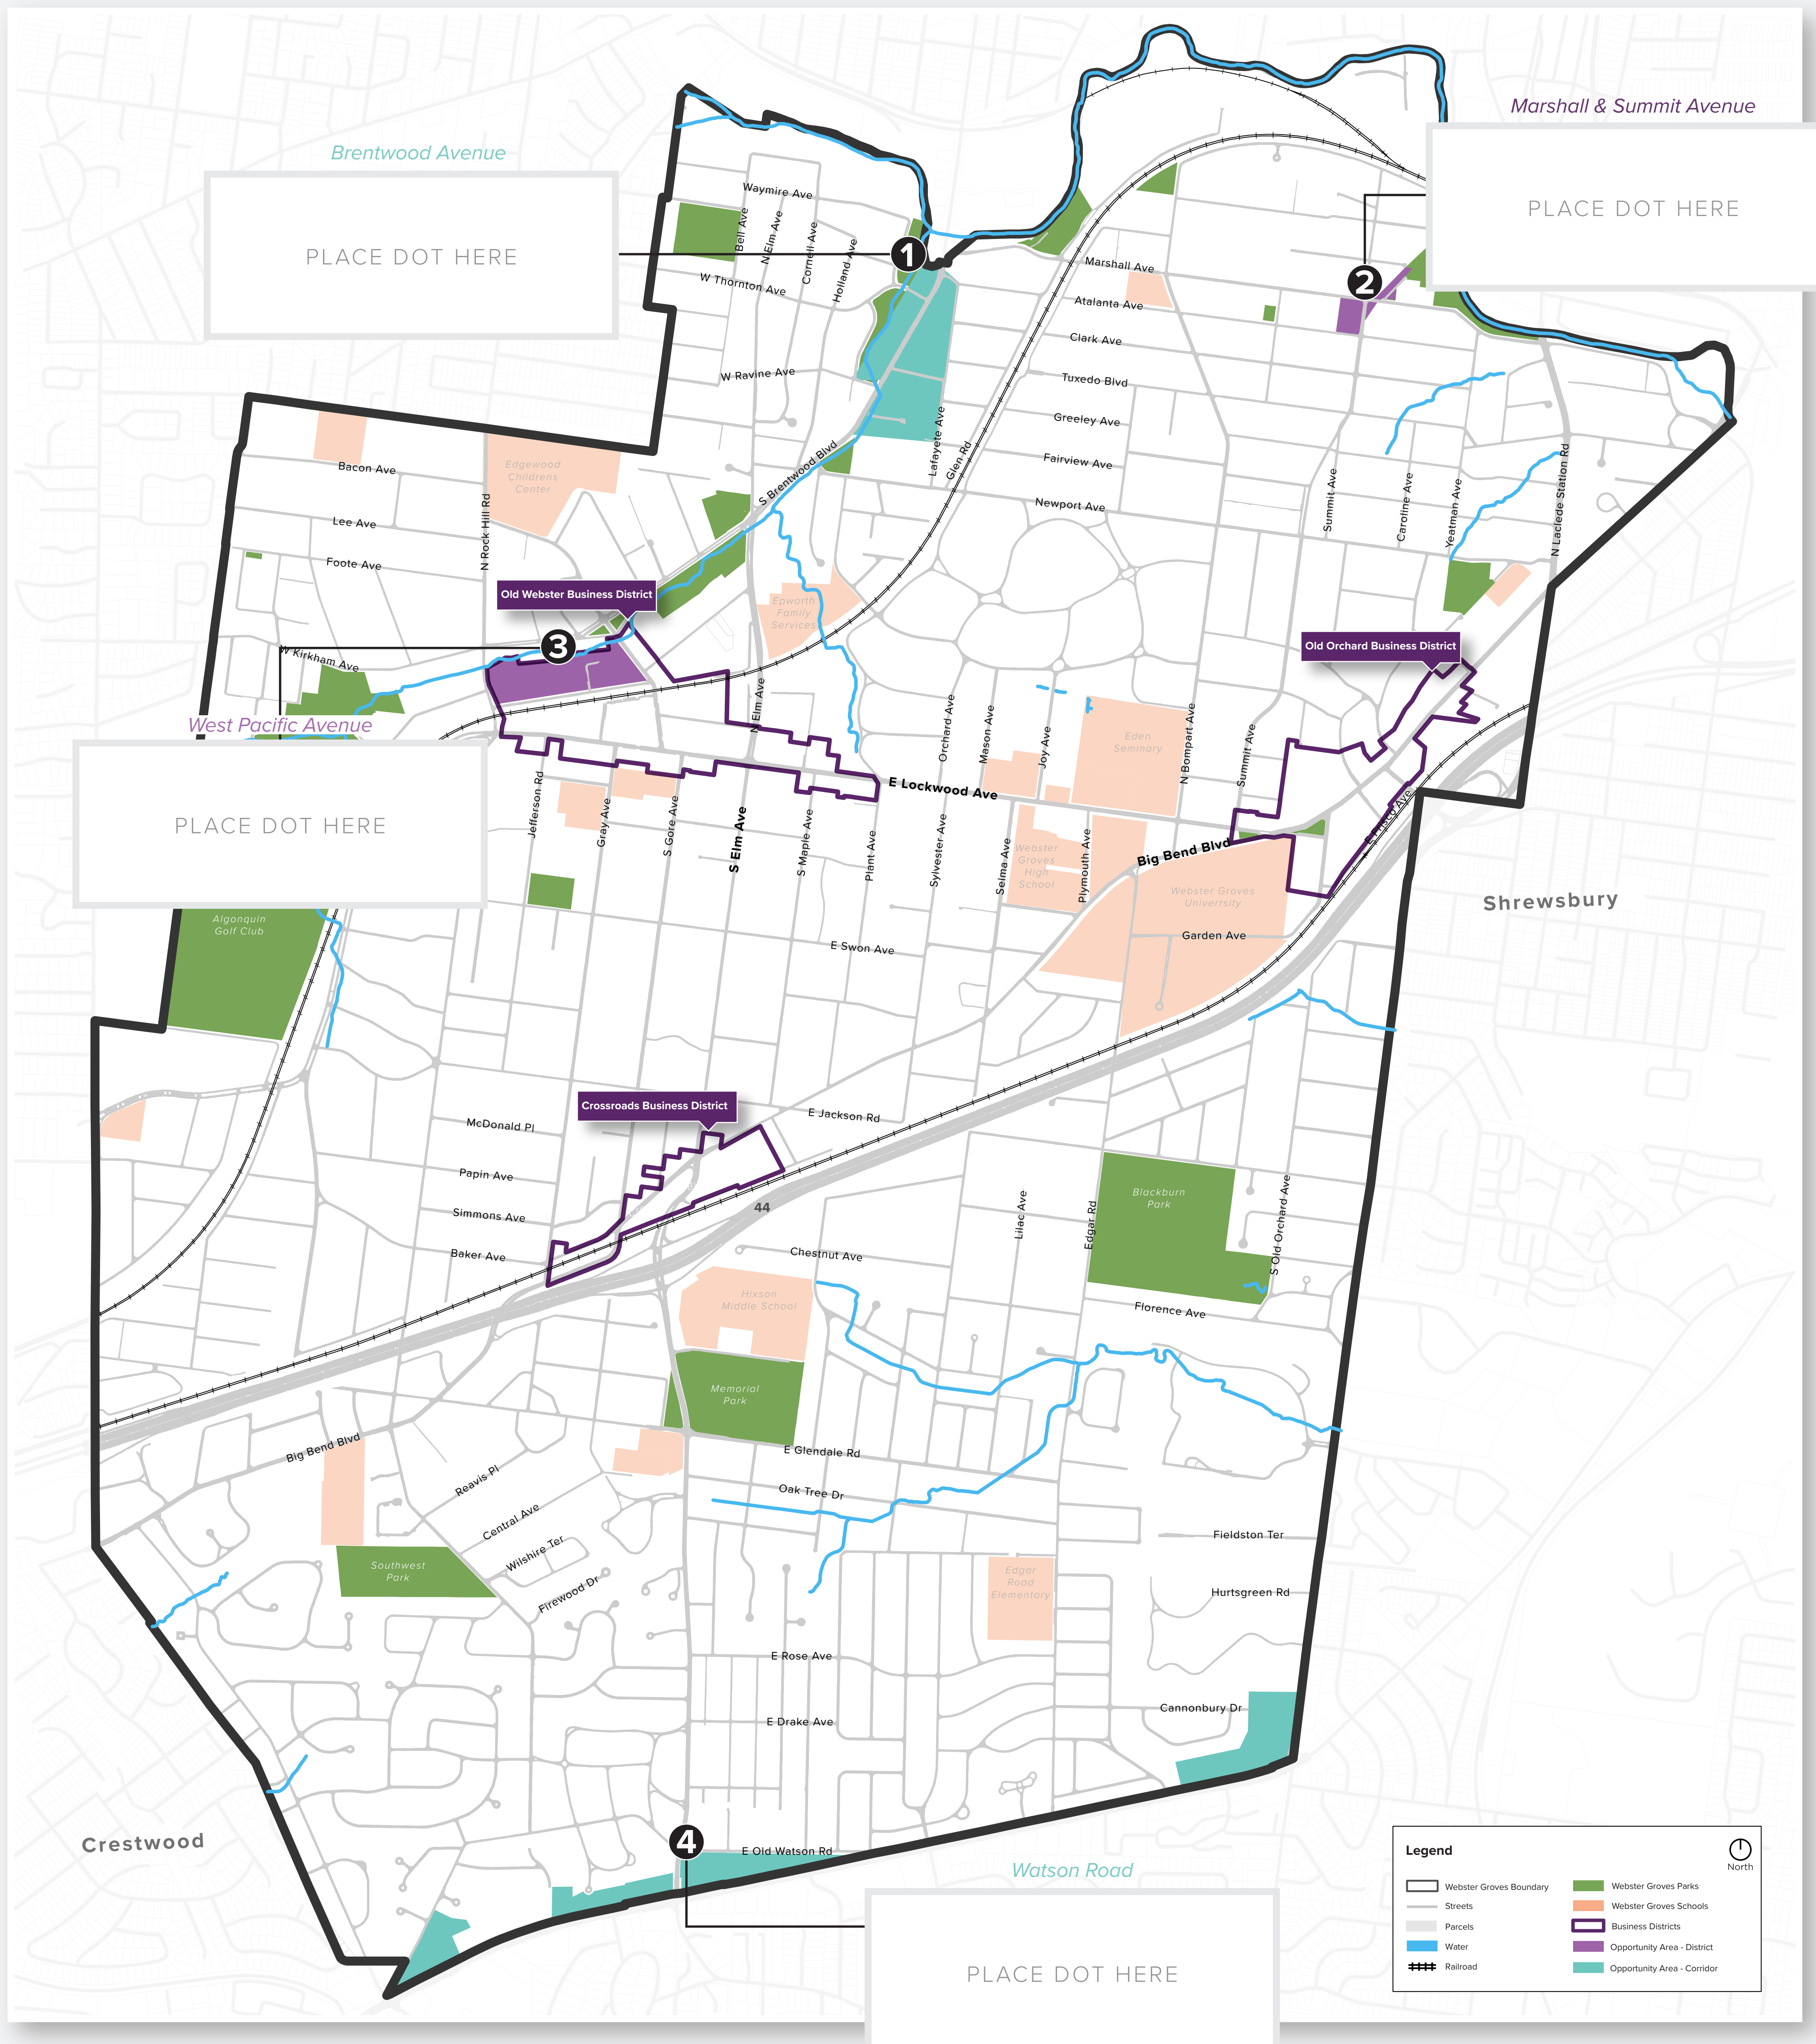 Marshall & Summit Avenue
Brentwood Avenue
PLACE DOT HERE
PLACE DOT HERE
Waymire Ave
Bell Ave
N Elm Ave
Cornell Ave
Holland Ave
W Thornton Ave
1
2
Marshall Ave
Atalanta Ave
Clark Ave
W Ravine Ave
Tuxedo Blvd
Greeley Ave
Lafayete Ave
Glen Rd
Fairview Ave
S Brentwood Blvd
Newport Ave
Summit Ave
Caroline Ave
Yeatman Ave
N Laclede Station Rd
Bacon Ave
Edgewood
Childrens
Center
N Rock Hill Rd
Lee Ave
Foote Ave
Old Webster Business District
Epworth
Family
Services
3
W Kirkham Ave
Old Orchard Business District
West Pacific Avenue
PLACE DOT HERE
N Elm Ave
Orchard Ave
Mason Ave
Joy Ave
Eden
Seminary
N Bompart Ave
Summit Ave
E Lockwood Ave
E Frisco Ave
Jefferson Rd
Gray Ave
S Gore Ave
S Elm Ave
S Maple Ave
Plant Ave
Sylvester Ave
Selma Ave
Webster
Groves
High
School
Plymouth Ave
Big Bend Blvd
Webster Groves
Univerrsity
Shrewsbury
Algonquin
Golf Club
E Swon Ave
Garden Ave
Crossroads Business District
E Jackson Rd
McDonald Pl
Papin Ave
Simmons Ave
Baker Ave
44
Chestnut Ave
Lilac Ave
Edgar Rd
Blackburn
Park
S Old Orchard Ave
Florence Ave
Hixson
Middle School
Memorial
Park
Big Bend Blvd
E Glendale Rd
Reavis Pl
Oak Tree Dr
Central Ave
Wilshire Ter
Firewood Dr
Southwest
Park
Fieldston Ter
Edgar
Road
Elementary
Hurtsgreen Rd
E Rose Ave
Cannonbury Dr
E Drake Ave
Crestwood
4
E Old Watson Rd
Watson Road
PLACE DOT HERE
Legend
North
Webster Groves Boundary
Streets
Parcels
Water
Railroad
Webster Groves Parks
Webster Groves Schools
Business Districts
Opportunity Area - District
Opportunity Area - Corridor